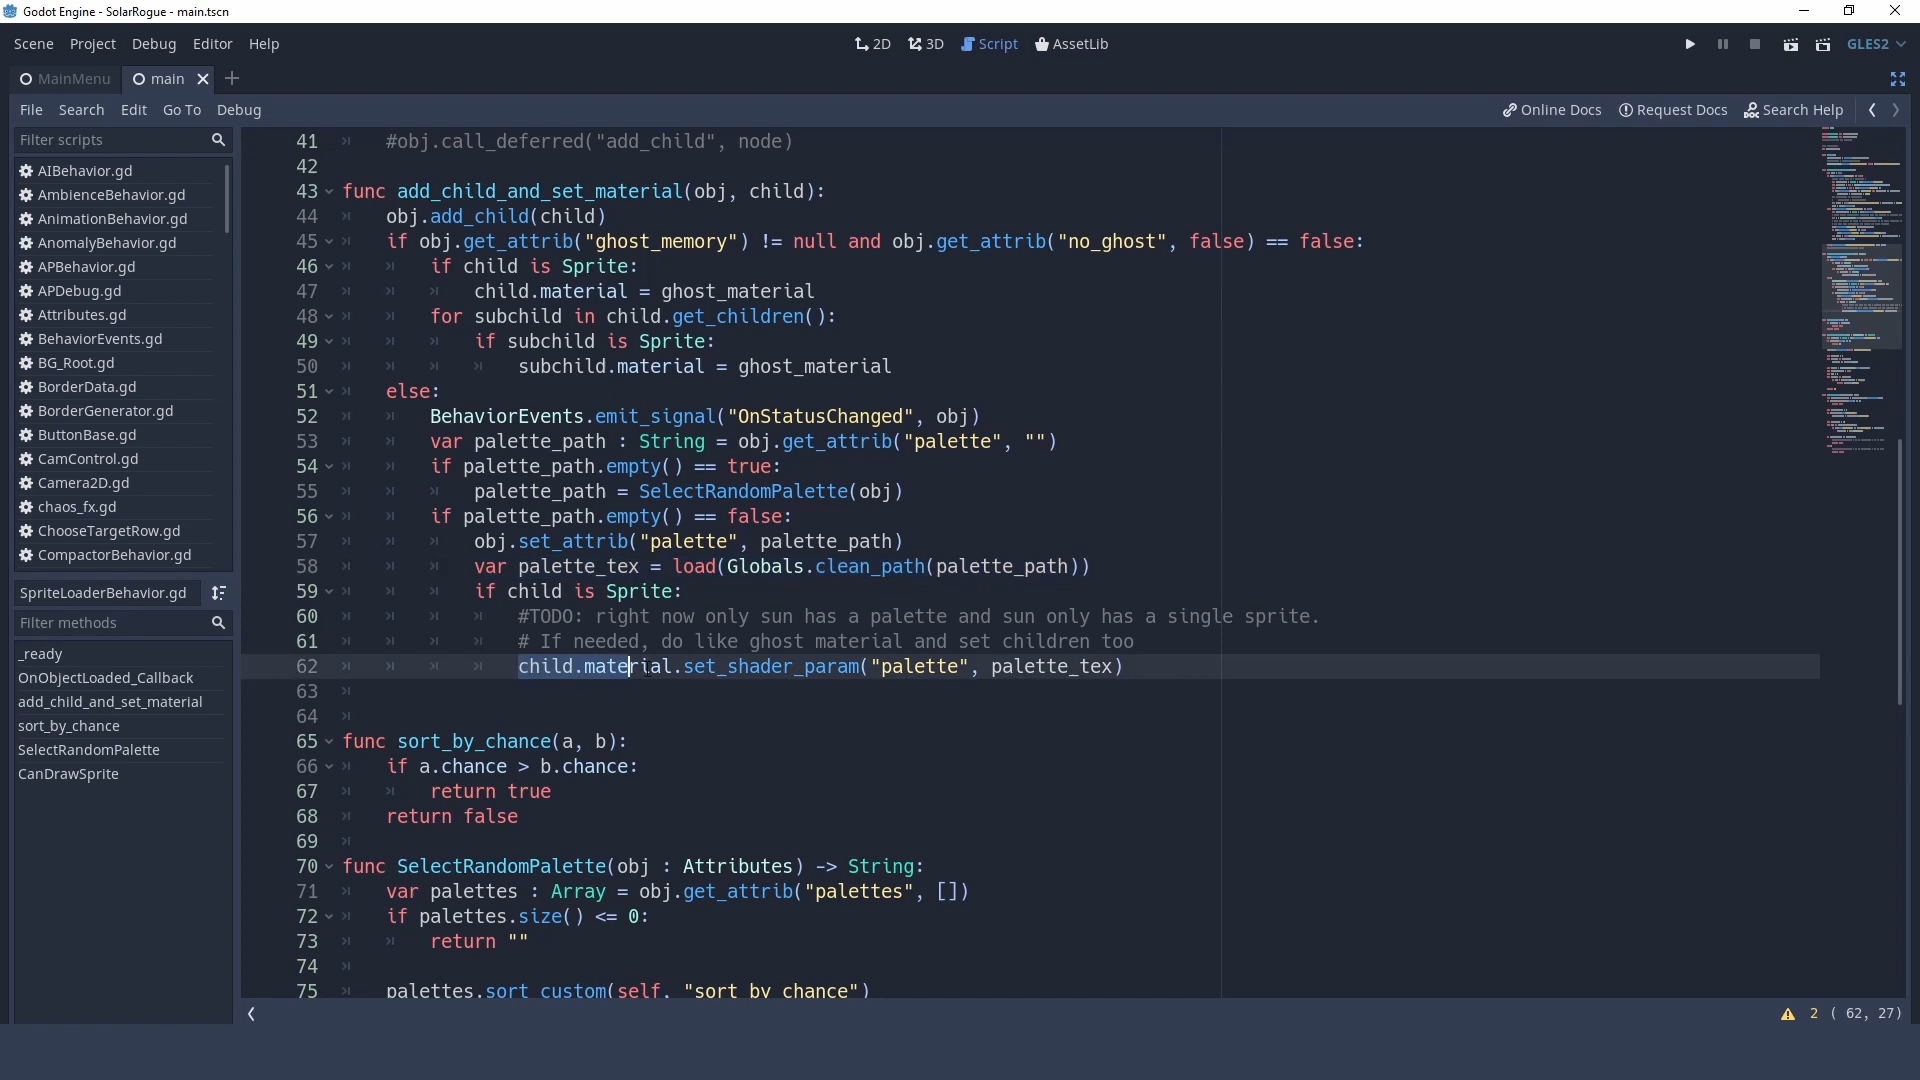 Godot Engine - SolarRogue - main.tscn
Scene Project Debug Editor Help
2D 3D Script AssetLib
GLES2
MainMenu main
File Search Edit Go To Debug
Online Docs Request Docs Search Help
Filter scripts
AIBehavior.gd
AmbienceBehavior.gd
AnimationBehavior.gd
AnomalyBehavior.gd
APBehavior.gd
APDebug.gd
Attributes.gd
BehaviorEvents.gd
BG_Root.gd
BorderData.gd
BorderGenerator.gd
ButtonBase.gd
CamControl.gd
Camera2D.gd
chaos_fx.gd
ChooseTargetRow.gd
CompactorBehavior.gd
SpriteLoaderBehavior.gd
Filter methods
_ready
OnObjectLoaded_Callback
add_child_and_set_material
sort_by_chance
SelectRandomPalette
CanDrawSprite
41 #obj.call_deferred("add_child", node)
42
43 func add_child_and_set_material(obj, child):
44 obj.add_child(child)
45 if obj.get_attrib("ghost_memory") != null and obj.get_attrib("no_ghost", false) == false:
46 if child is Sprite:
47 child.material = ghost_material
48 for subchild in child.get_children():
49 if subchild is Sprite:
50 subchild.material = ghost_material
51 else:
52 BehaviorEvents.emit_signal("OnStatusChanged", obj)
53 var palette_path : String = obj.get_attrib("palette", "")
54 if palette_path.empty() == true:
55 palette_path = SelectRandomPalette(obj)
56 if palette_path.empty() == false:
57 obj.set_attrib("palette", palette_path)
58 var palette_tex = load(Globals.clean_path(palette_path))
59 if child is Sprite:
60 #TODO: right now only sun has a palette and sun only has a single sprite.
61 # If needed, do like ghost material and set children too
62 child.material.set_shader_param("palette", palette_tex)
63
64
65 func sort_by_chance(a, b):
66 if a.chance > b.chance:
67 return true
68 return false
69
70 func SelectRandomPalette(obj : Attributes) -> String:
71 var palettes : Array = obj.get_attrib("palettes", [])
72 if palettes.size() <= 0:
73 return ""
74
75 palettes.sort_custom(self, "sort_by_chance")
2 ( 62, 27)